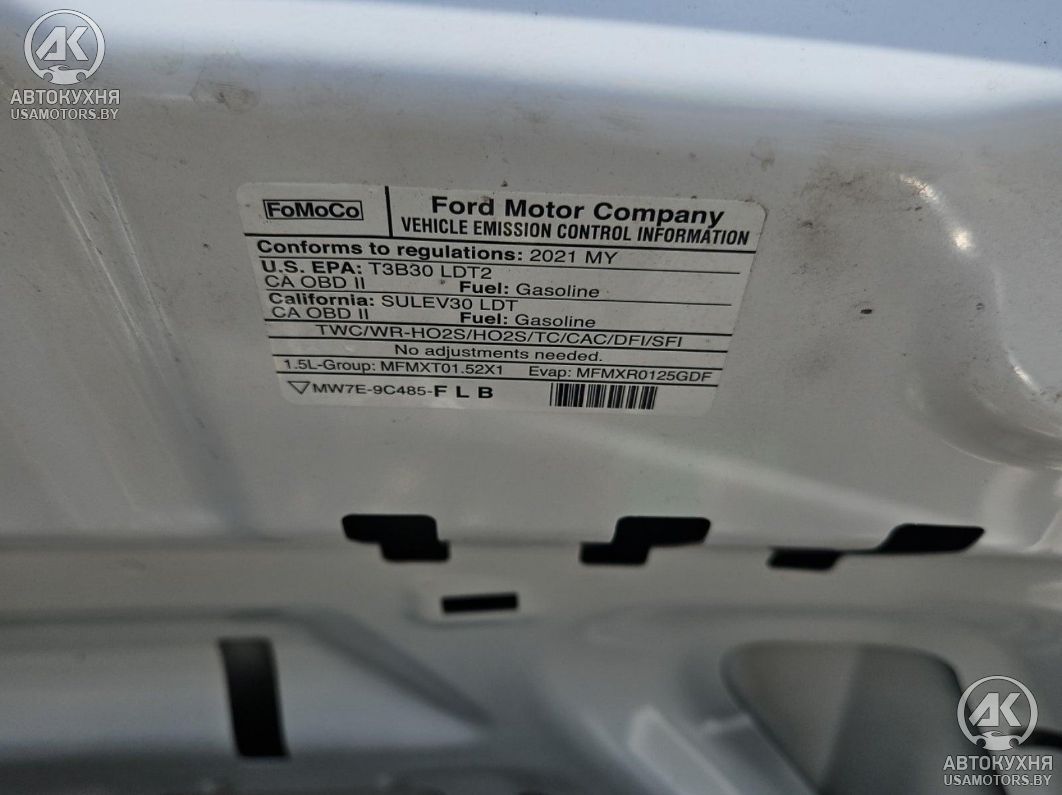 AK
АВТОКУХНЯ
USAMOTORS.BY
FoMoCo
Ford Motor Company
VEHICLE EMISSION CONTROL INFORMATION
Conforms to regulations: 2021 MY
U.S. EPA: T3B30 LDT2
CA OBD II Fuel: Gasoline
California: SULEV30 LDT
CA OBD II Fuel: Gasoline
TWC/WR-HO2S/HO2S/TC/CAC/DFI/SFI
No adjustments needed.
1.5L-Group: MFMXT01.52X1 Evap: MFMXR0125GDF
MW7E-9C485-F L B
AK
АВТОКУХНЯ
USAMOTORS.BY